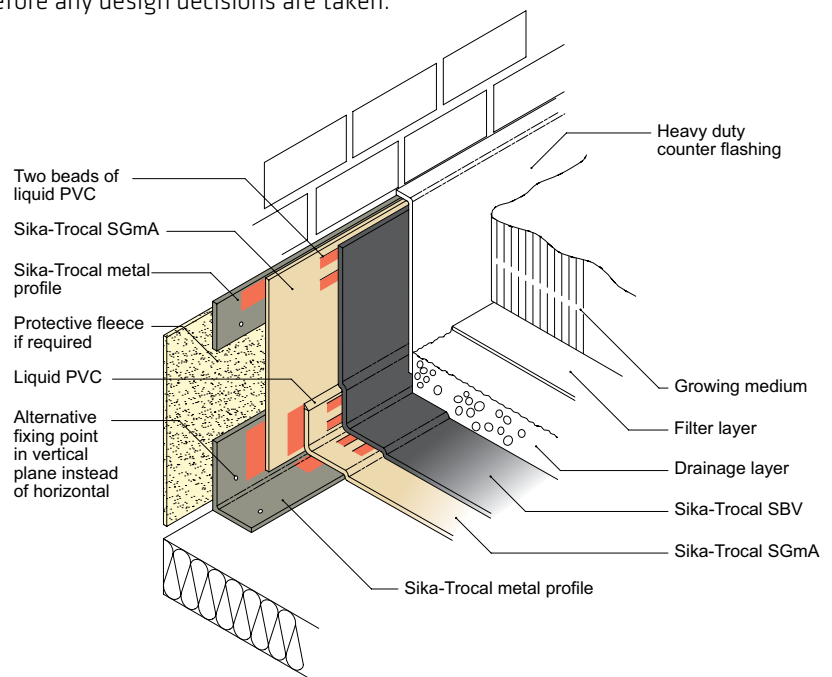 before any design decisions are taken.
Two beads of
liquid PVC
Sika-Trocal SGmA
Sika-Trocal metal
profile
Protective fleece
if required
Liquid PVC
Alternative
fixing point
in vertical
plane instead
of horizontal
Heavy duty
counter flashing
Growing medium
Filter layer
Drainage layer
Sika-Trocal SBV
Sika-Trocal SGmA
Sika-Trocal metal profile